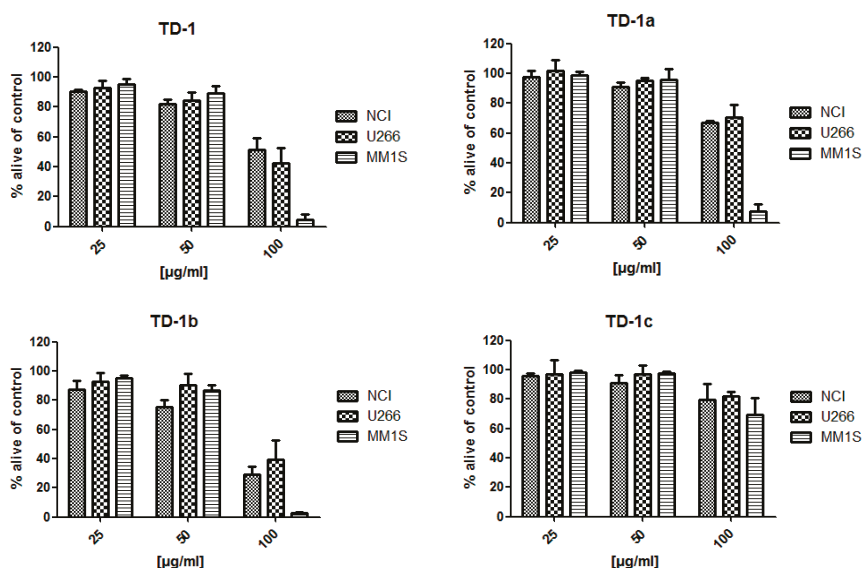 TD-1
% alive of control
120
100
80
60
40
20
0
25
50
100
[µg/ml]
NCI
U266
MM1S
TD-1a
% alive of control
120
100
80
60
40
20
0
25
50
100
[µg/ml]
NCI
U266
MM1S
TD-1b
% alive of control
120
100
80
60
40
20
0
25
50
100
[µg/ml]
NCI
U266
MM1S
TD-1c
% alive of control
120
100
80
60
40
20
0
25
50
100
[µg/ml]
NCI
U266
MM1S